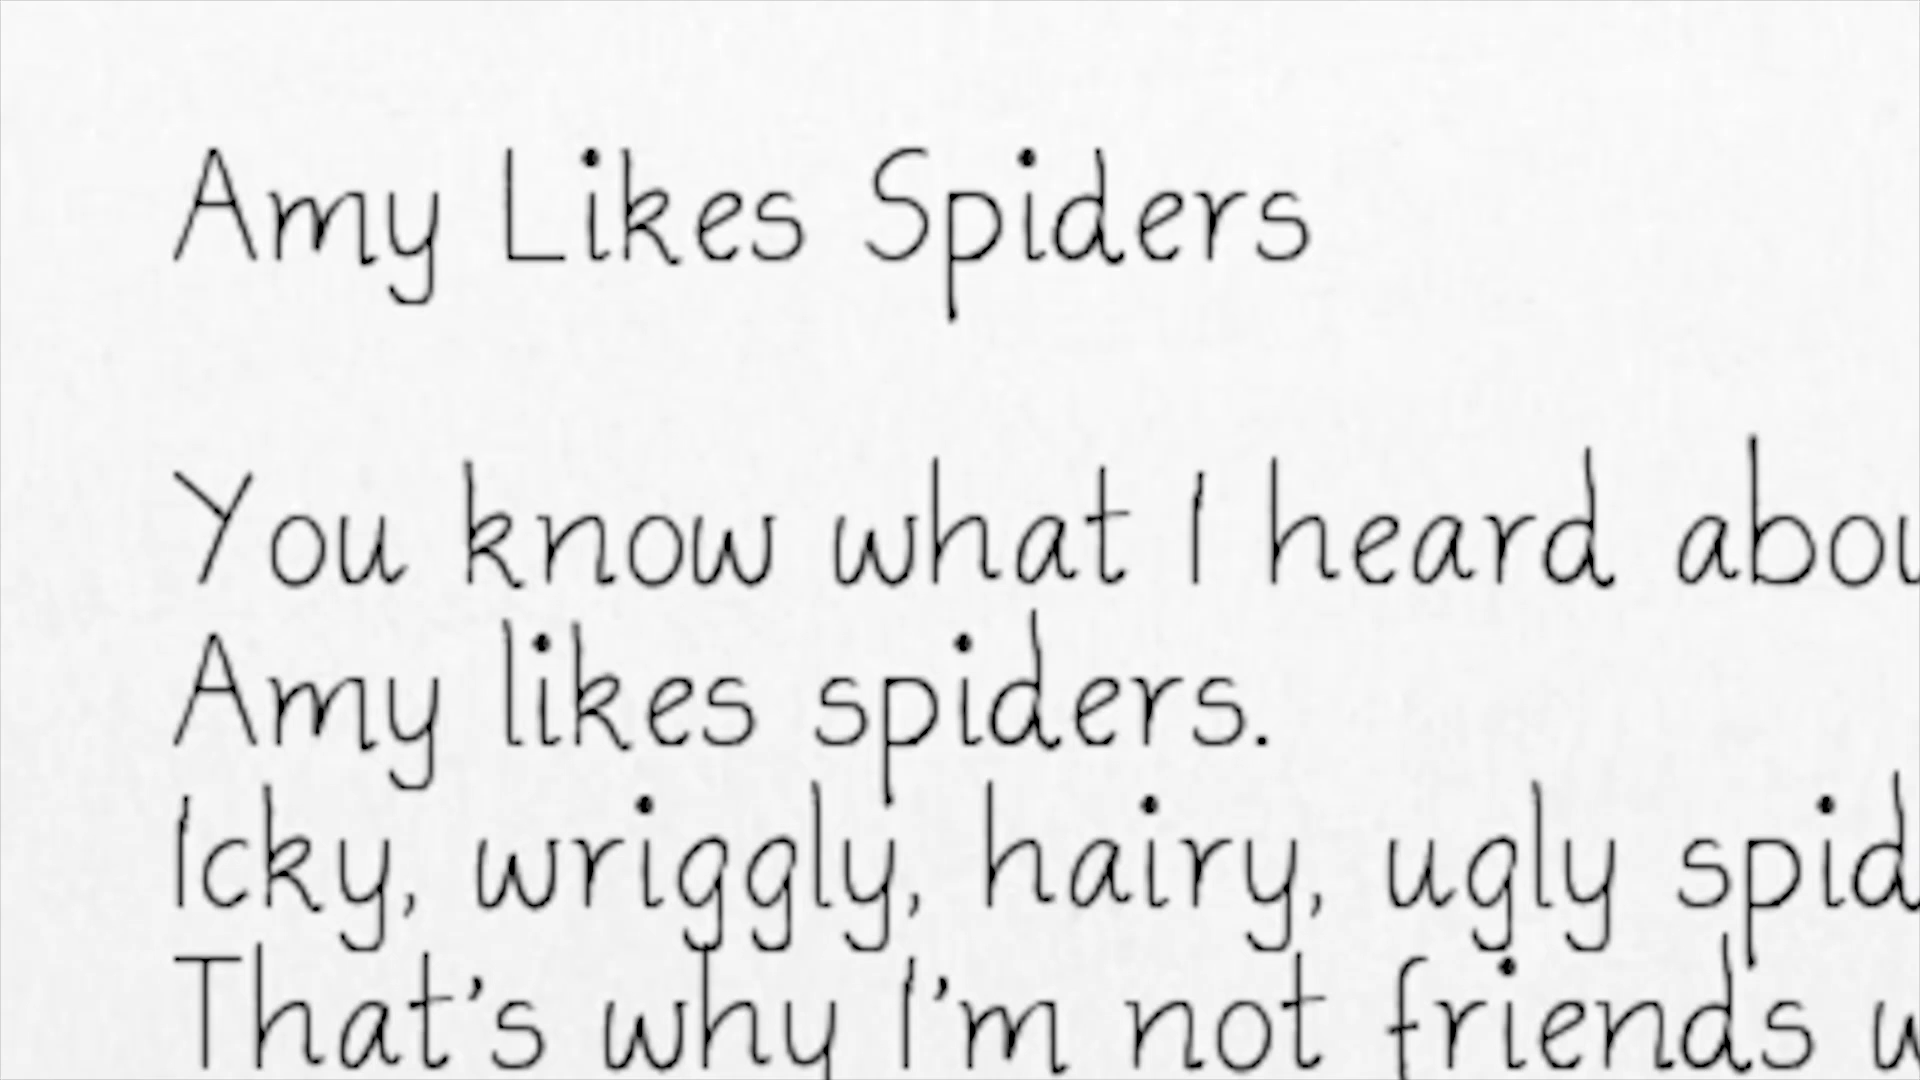 Amy Likes Spiders
You know what I heard abou
Amy likes spiders.
Icky, wriggly, hairy, ugly spid
That's why I'm not friends w